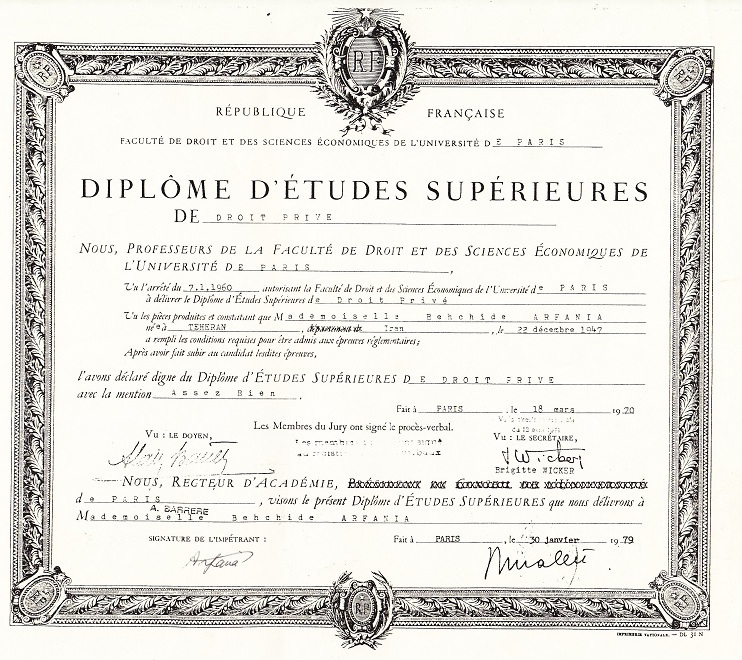 RF
RÉPUBLIQUE FRANÇAISE
FACULTÉ DE DROIT ET DES SCIENCES ÉCONOMIQUES DE L'UNIVERSITÉ DE PARIS
DIPLÔME D'ÉTUDES SUPÉRIEURES
DE DROIT PRIVE
NOUS, PROFESSEURS DE LA FACULTÉ DE DROIT ET DES SCIENCES ÉCONOMIQUES DE
L'UNIVERSITÉ DE PARIS,
Vu l'arrêté du 7.1.1960 autorisant la Faculté de Droit et des Sciences Économiques de l'Université de PARIS
à délivrer le Diplôme d'Études Supérieures de Droit Privé
Vu les pièces produites et constatant que Mademoiselle Behchide ARFANIA
née à TEHERAN, Iran, le 22 décembre 1947
a rempli les conditions requises pour être admis aux épreuves réglementaires;
Après avoir fait subir au candidat lesdites épreuves,
l'avons déclaré digne du Diplôme d'ÉTUDES SUPÉRIEURES DE DROIT PRIVE
avec la mention Assez Bien.
Fait à PARIS, le 18 mars 1970
Les Membres du Jury ont signé le procès-verbal.
VU : LE DOYEN,
VU : LE SECRÉTAIRE,
Brigitte WICKER
NOUS, RECTEUR D'ACADÉMIE,
de PARIS, visons le présent Diplôme d'ÉTUDES SUPÉRIEURES que nous délivrons à
A. BARRERE
Mademoiselle Behchide ARFANIA
SIGNATURE DE L'IMPÉTRANT :
Fait à PARIS, le 30 janvier 1979
Arfania
RF
IMPRIMERIE NATIONALE. — DL 31 N